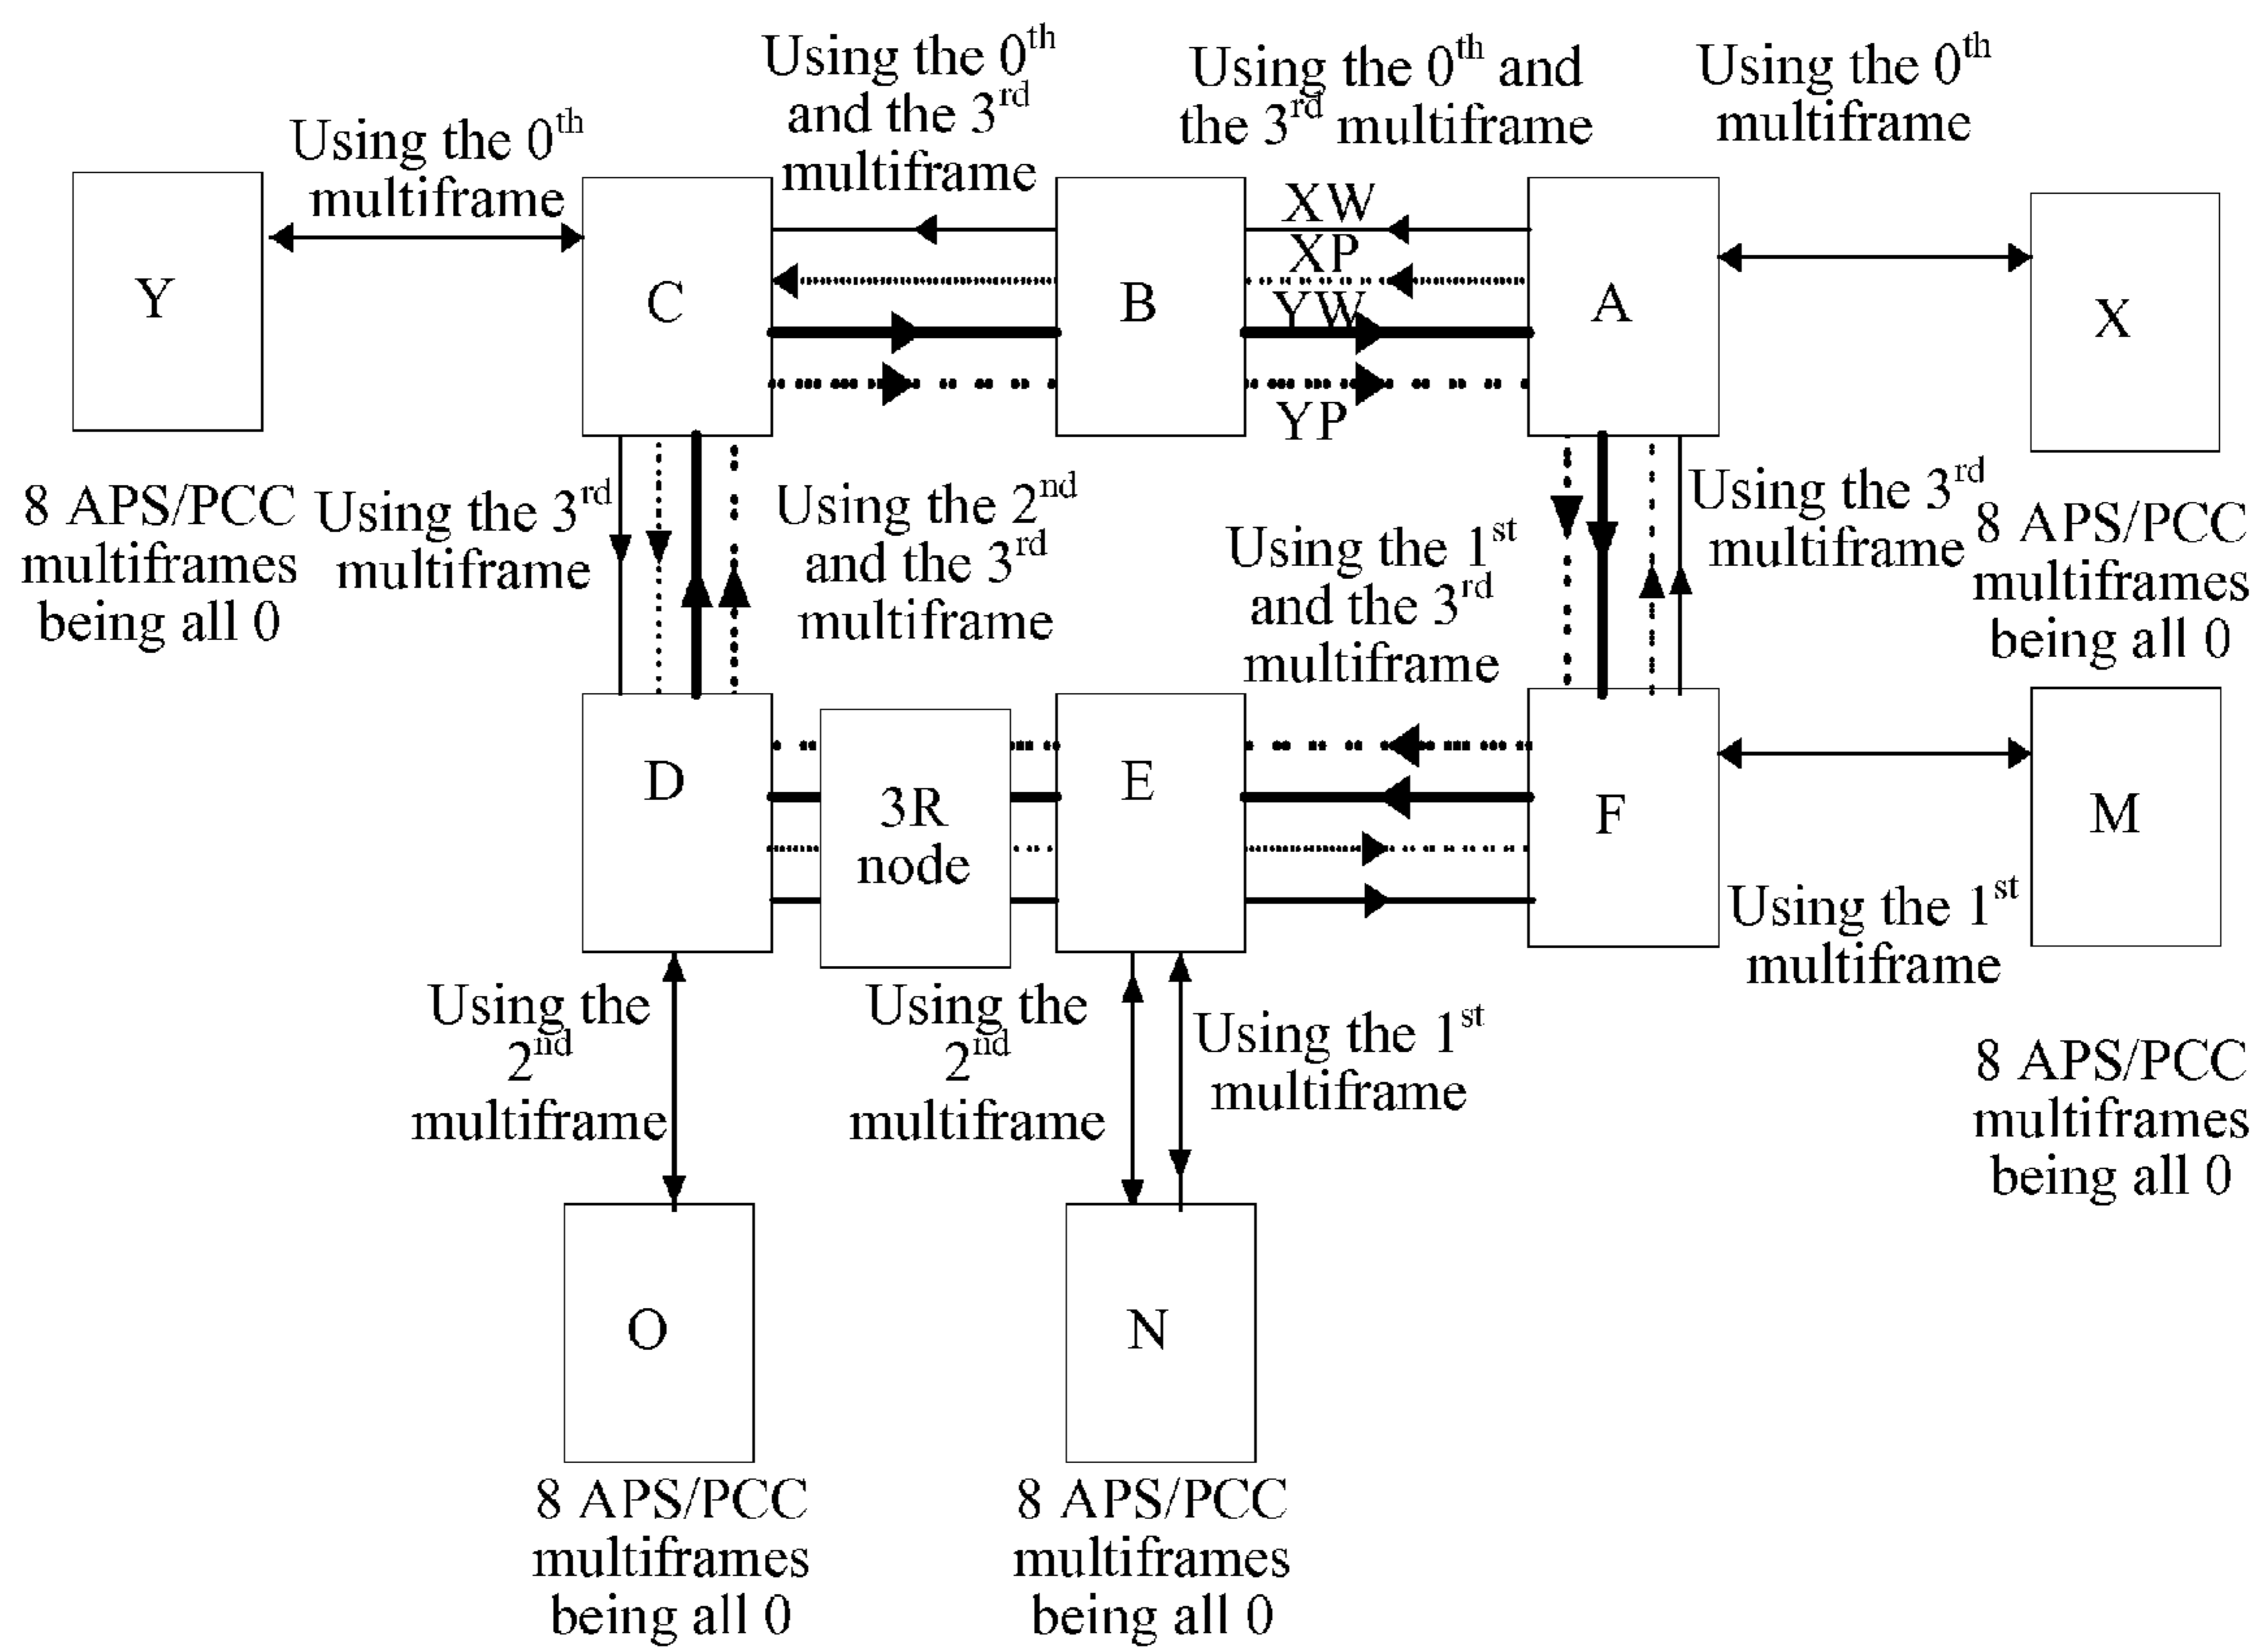 Using the 0th
and the 3rd
multiframe
Using the 0th and
the 3rd multiframe
Using the 0th
multiframe
Using the 0th
multiframe
Y
C
B
A
X
XW
XP
YW
YP
8 APS/PCC
multiframes
being all 0
Using the 3rd
multiframe
Using the 2nd
and the 3rd
multiframe
Using the 1st
and the 3rd
multiframe
Using the 3rd
multiframe
8 APS/PCC
multiframes
being all 0
D
3R
node
E
F
M
Using the
2nd
multiframe
Using the
2nd
multiframe
Using the 1st
multiframe
Using the 1st
multiframe
8 APS/PCC
multiframes
being all 0
O
N
8 APS/PCC
multiframes
being all 0
8 APS/PCC
multiframes
being all 0